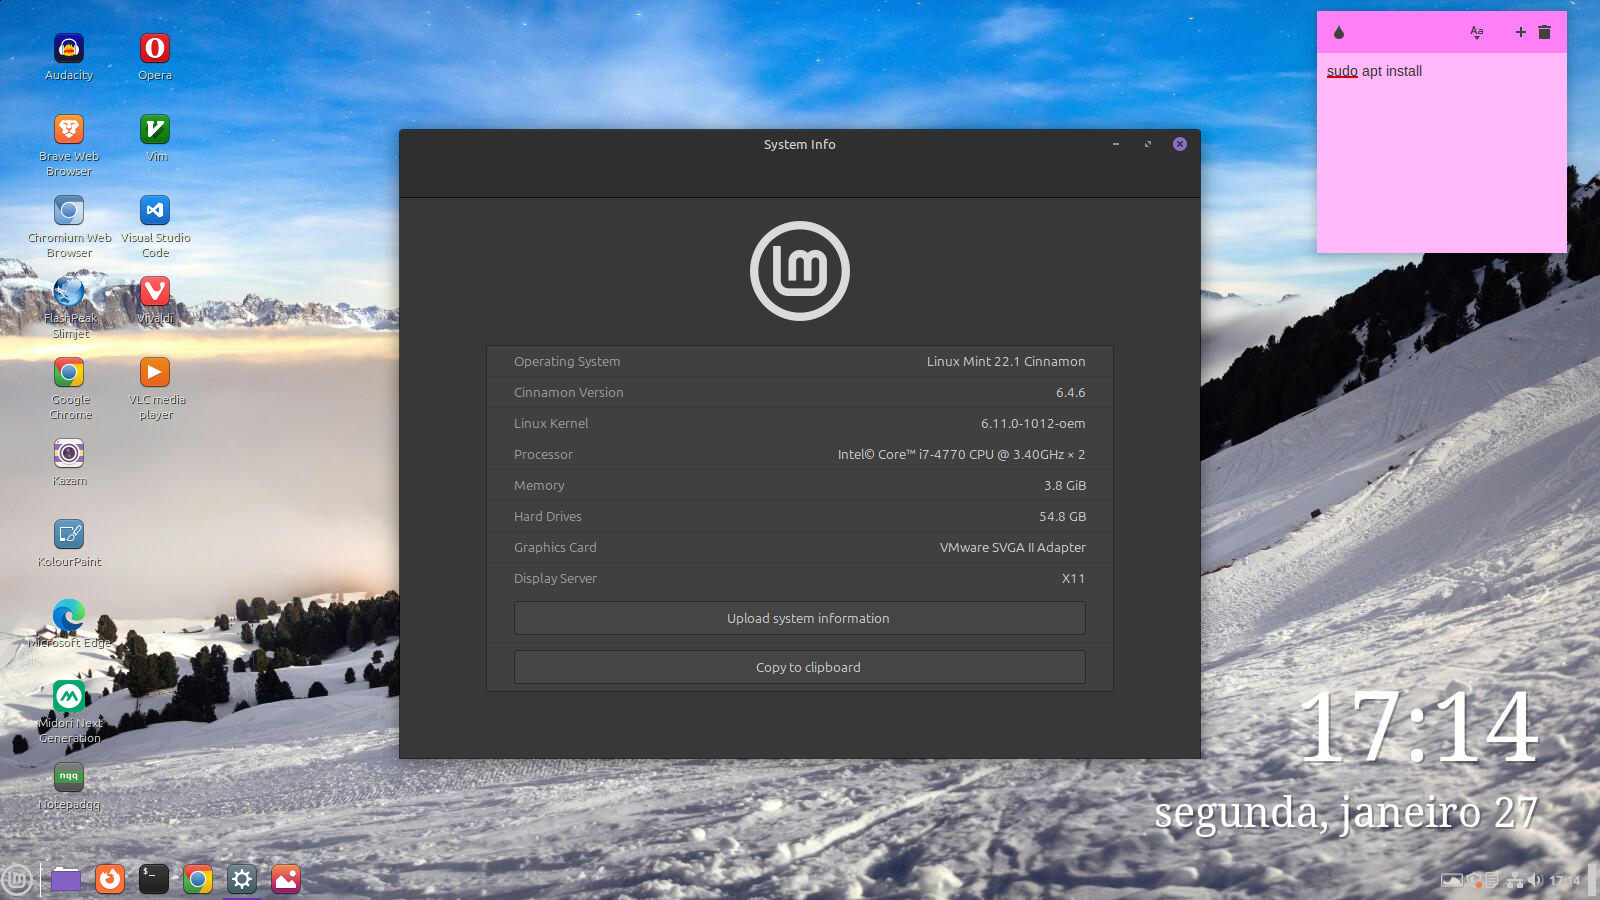 Audacity
Opera
Brave Web
Browser
Vim
Chromium Web
Browser
Visual Studio
Code
FlashPeak
Slimjet
Vivaldi
Google
Chrome
VLC media
player
Kazam
KolourPaint
Microsoft Edge
Midori Next
Generation
nqq
Notepadqq
System Info
lm
Operating System Linux Mint 22.1 Cinnamon
Cinnamon Version 6.4.6
Linux Kernel 6.11.0-1012-oem
Processor Intel© Core™ i7-4770 CPU @ 3.40GHz × 2
Memory 3.8 GiB
Hard Drives 54.8 GB
Graphics Card VMware SVGA II Adapter
Display Server X11
Upload system information
Copy to clipboard
Aa
sudo apt install
17:14
segunda, janeiro 27
lm
$_
17:14